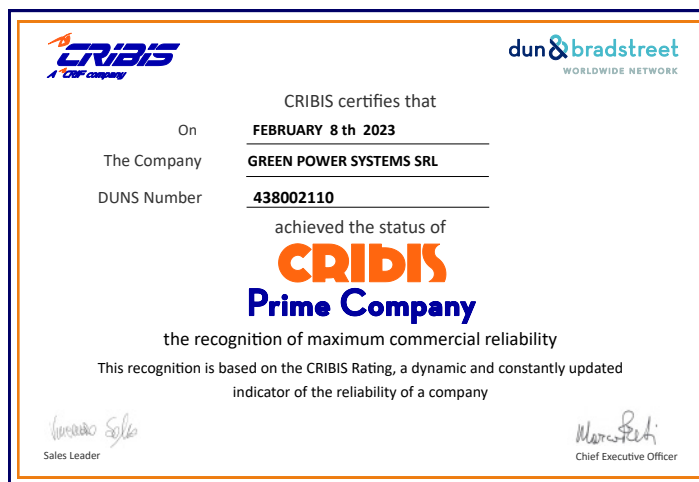 CRIBIS
A CRIF company
dun & bradstreet
WORLDWIDE NETWORK
CRIBIS certifies that
On FEBRUARY 8 th 2023
The Company GREEN POWER SYSTEMS SRL
DUNS Number 438002110
achieved the status of
CRIBIS
Prime Company
the recognition of maximum commercial reliability
This recognition is based on the CRIBIS Rating, a dynamic and constantly updated
indicator of the reliability of a company
Sales Leader
Chief Executive Officer